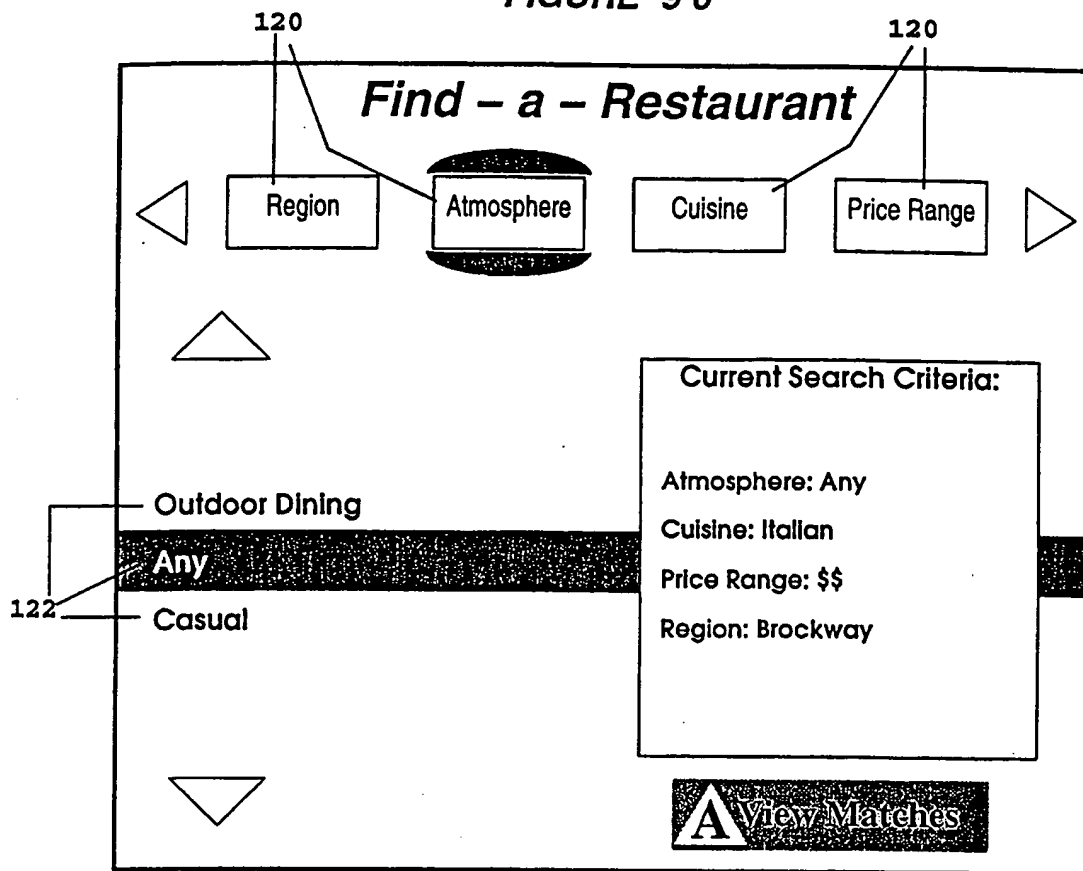 120
120
Find – a – Restaurant
Region
Atmosphere
Cuisine
Price Range
Current Search Criteria:
Atmosphere: Any
Cuisine: Italian
Price Range: $$
Region: Brockway
Outdoor Dining
Any
Casual
122
A View Matches